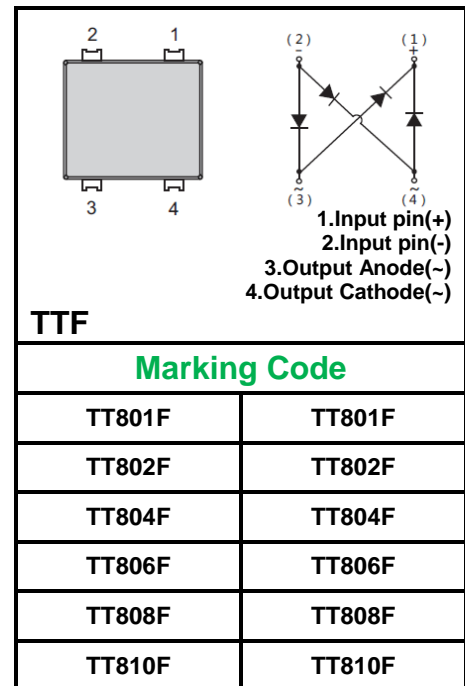 2 1
3 4
(2) (1)
- +
~ ~
(3) (4)
1.Input pin(+)
2.Input pin(-)
3.Output Anode(~)
4.Output Cathode(~)
TTF
Marking Code
TT801F TT801F
TT802F TT802F
TT804F TT804F
TT806F TT806F
TT808F TT808F
TT810F TT810F